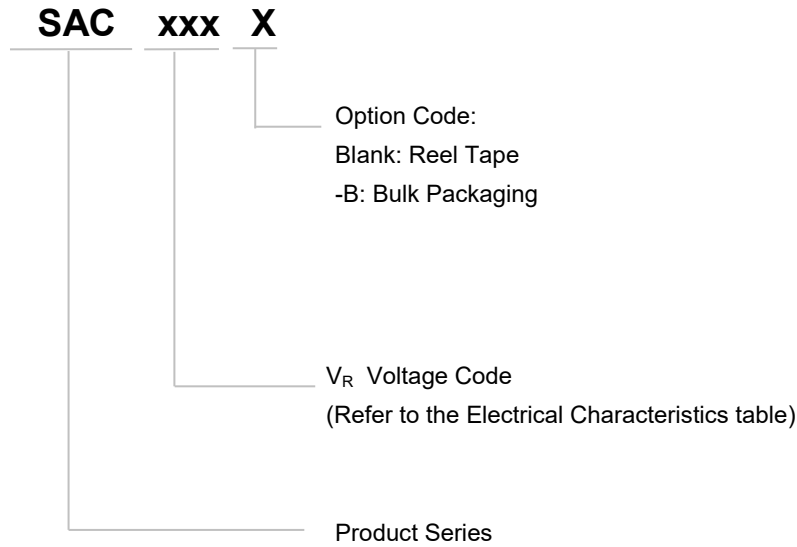 SAC xxx X
Option Code:
Blank: Reel Tape
-B: Bulk Packaging
VR Voltage Code
(Refer to the Electrical Characteristics table)
Product Series